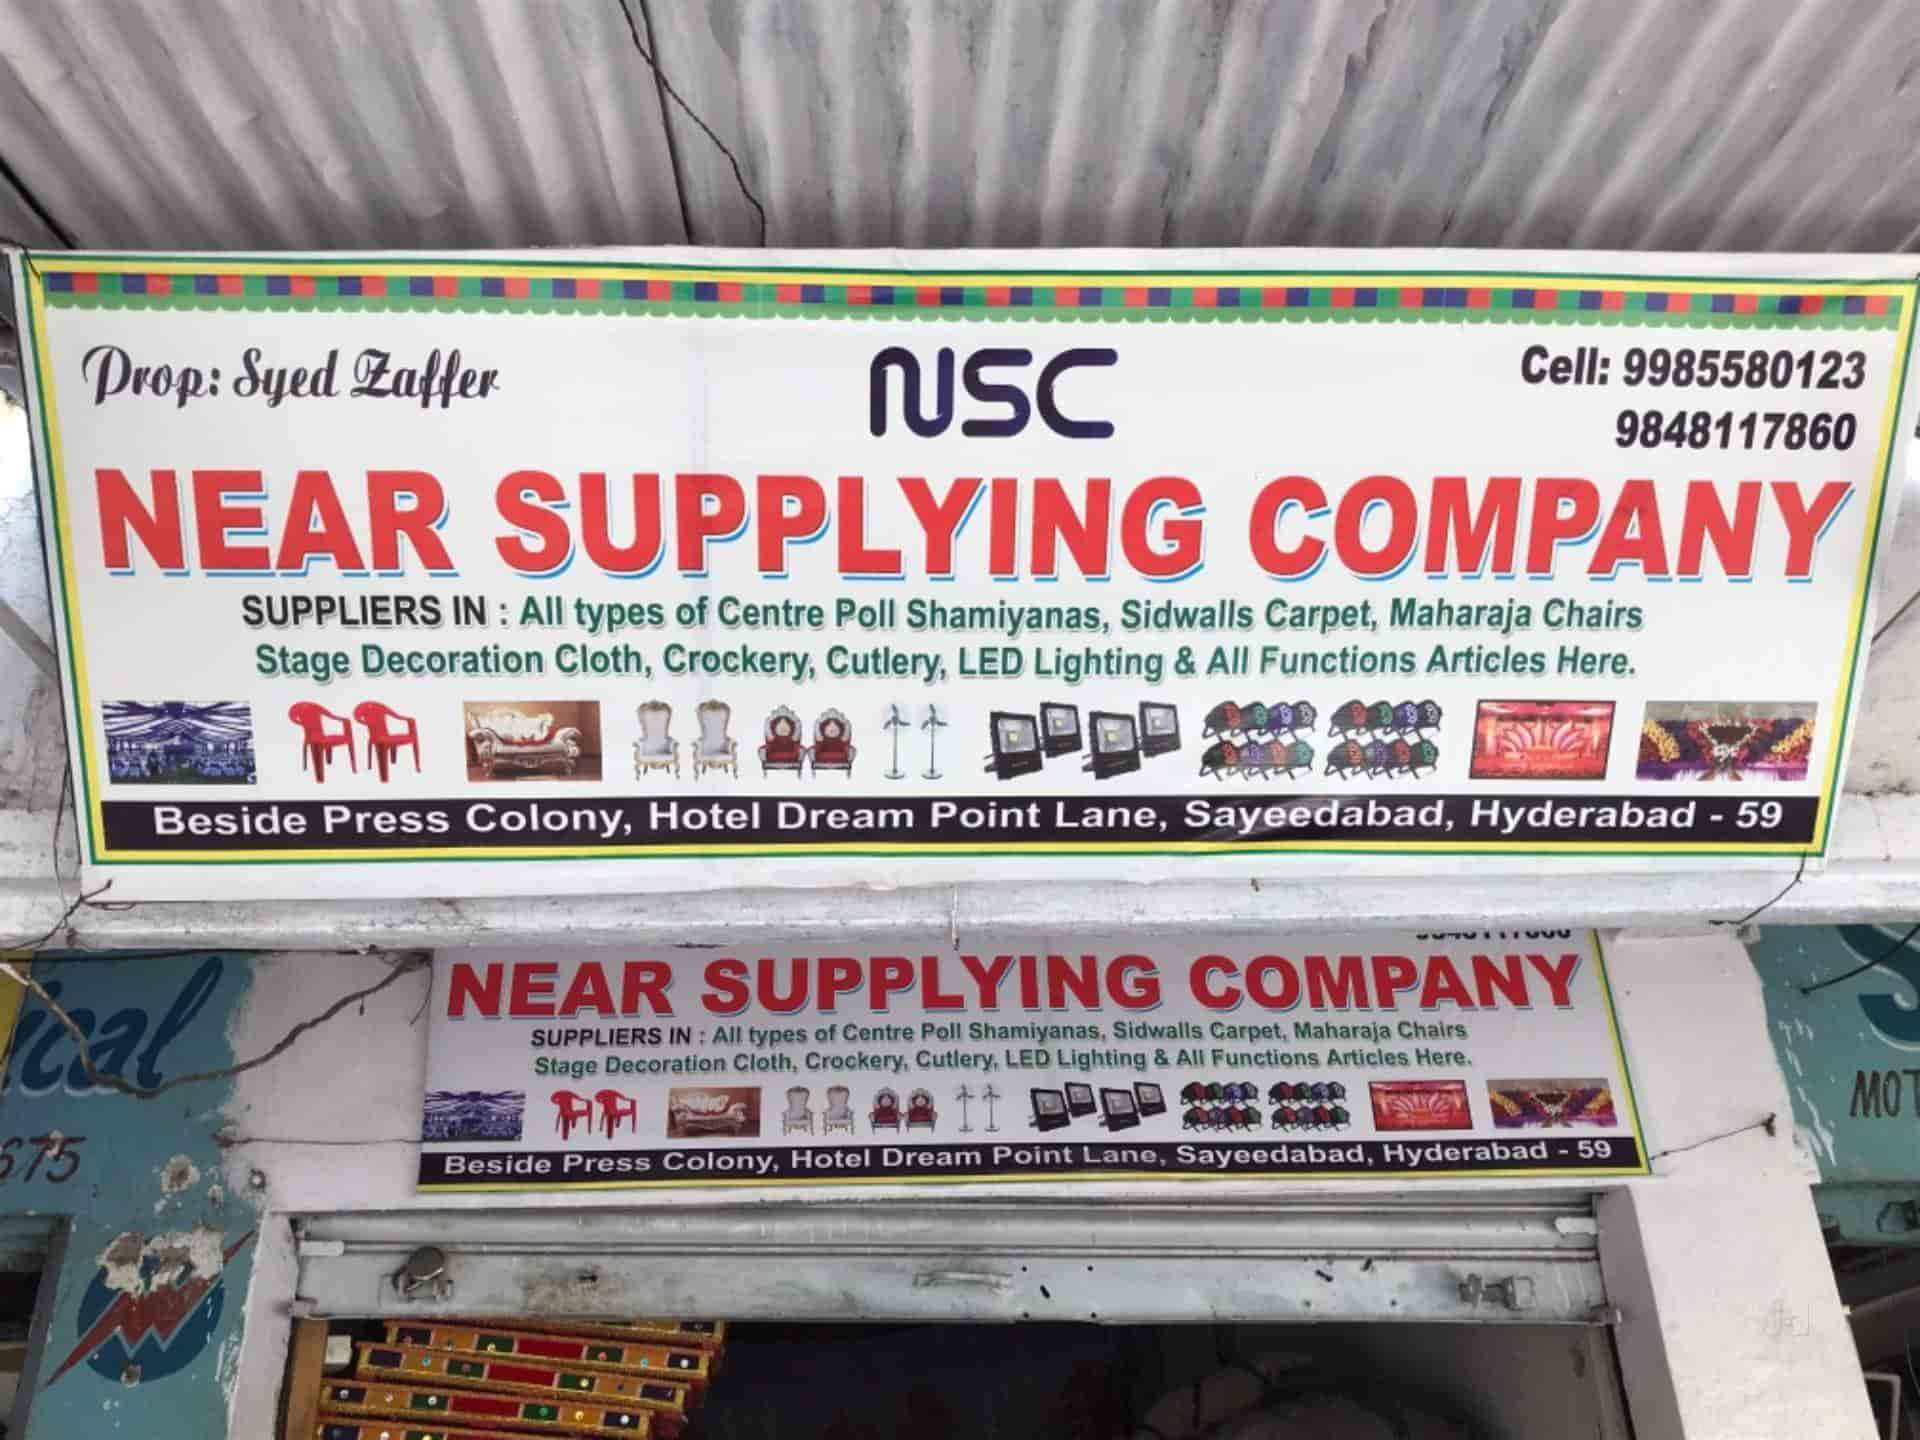 Prop: Syed Zaffer
NSC
Cell: 9985580123
9848117860
NEAR SUPPLYING COMPANY
SUPPLIERS IN : All types of Centre Poll Shamiyanas, Sidwalls Carpet, Maharaja Chairs
Stage Decoration Cloth, Crockery, Cutlery, LED Lighting & All Functions Articles Here.
Beside Press Colony, Hotel Dream Point Lane, Sayeedabad, Hyderabad - 59
NEAR SUPPLYING COMPANY
SUPPLIERS IN : All types of Centre Poll Shamiyanas, Sidwalls Carpet, Maharaja Chairs
Stage Decoration Cloth, Crockery, Cutlery, LED Lighting & All Functions Articles Here.
Beside Press Colony, Hotel Dream Point Lane, Sayeedabad, Hyderabad - 59
ical
675
S
MOT
jd